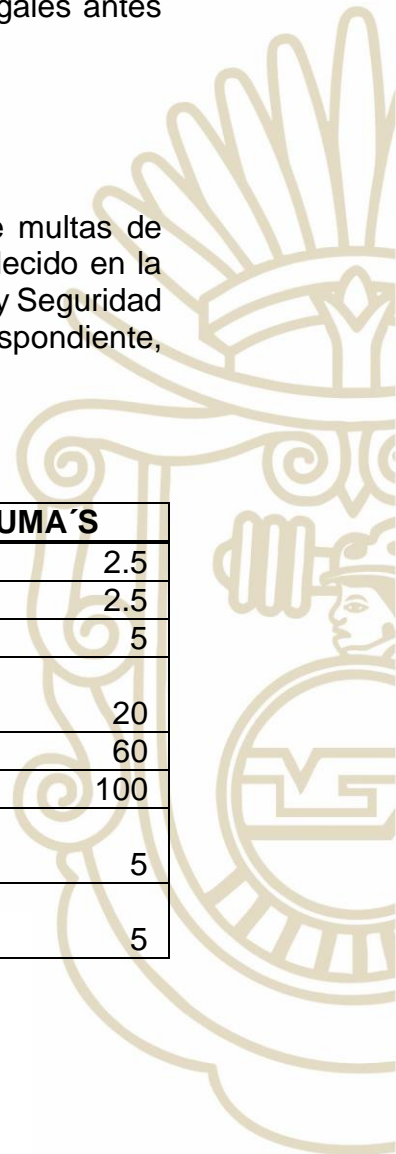 gales antes
e multas de
lecido en la
y Seguridad
spondiente,
UMA´S
2.5
2.5
5
20
60
100
5
5